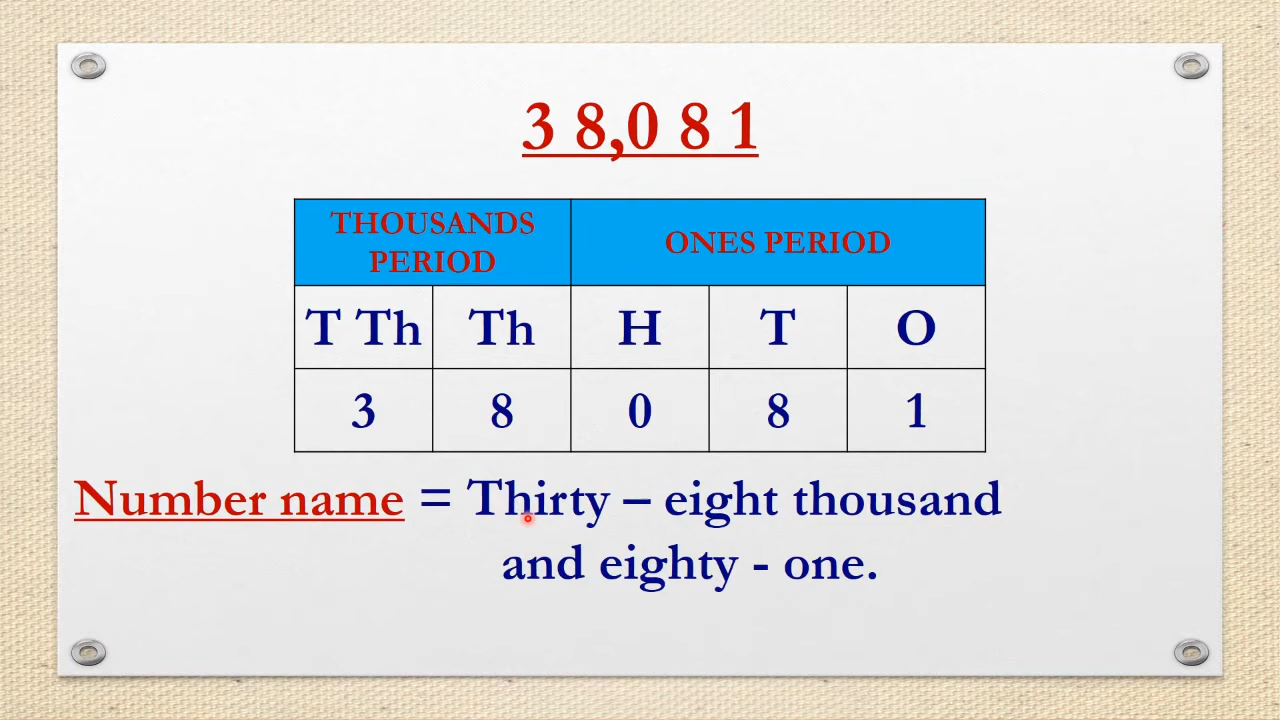 3 8,0 8 1
THOUSANDS
PERIOD
ONES PERIOD
T Th Th H T O
3 8 0 8 1
Number name = Thirty – eight thousand
and eighty - one.